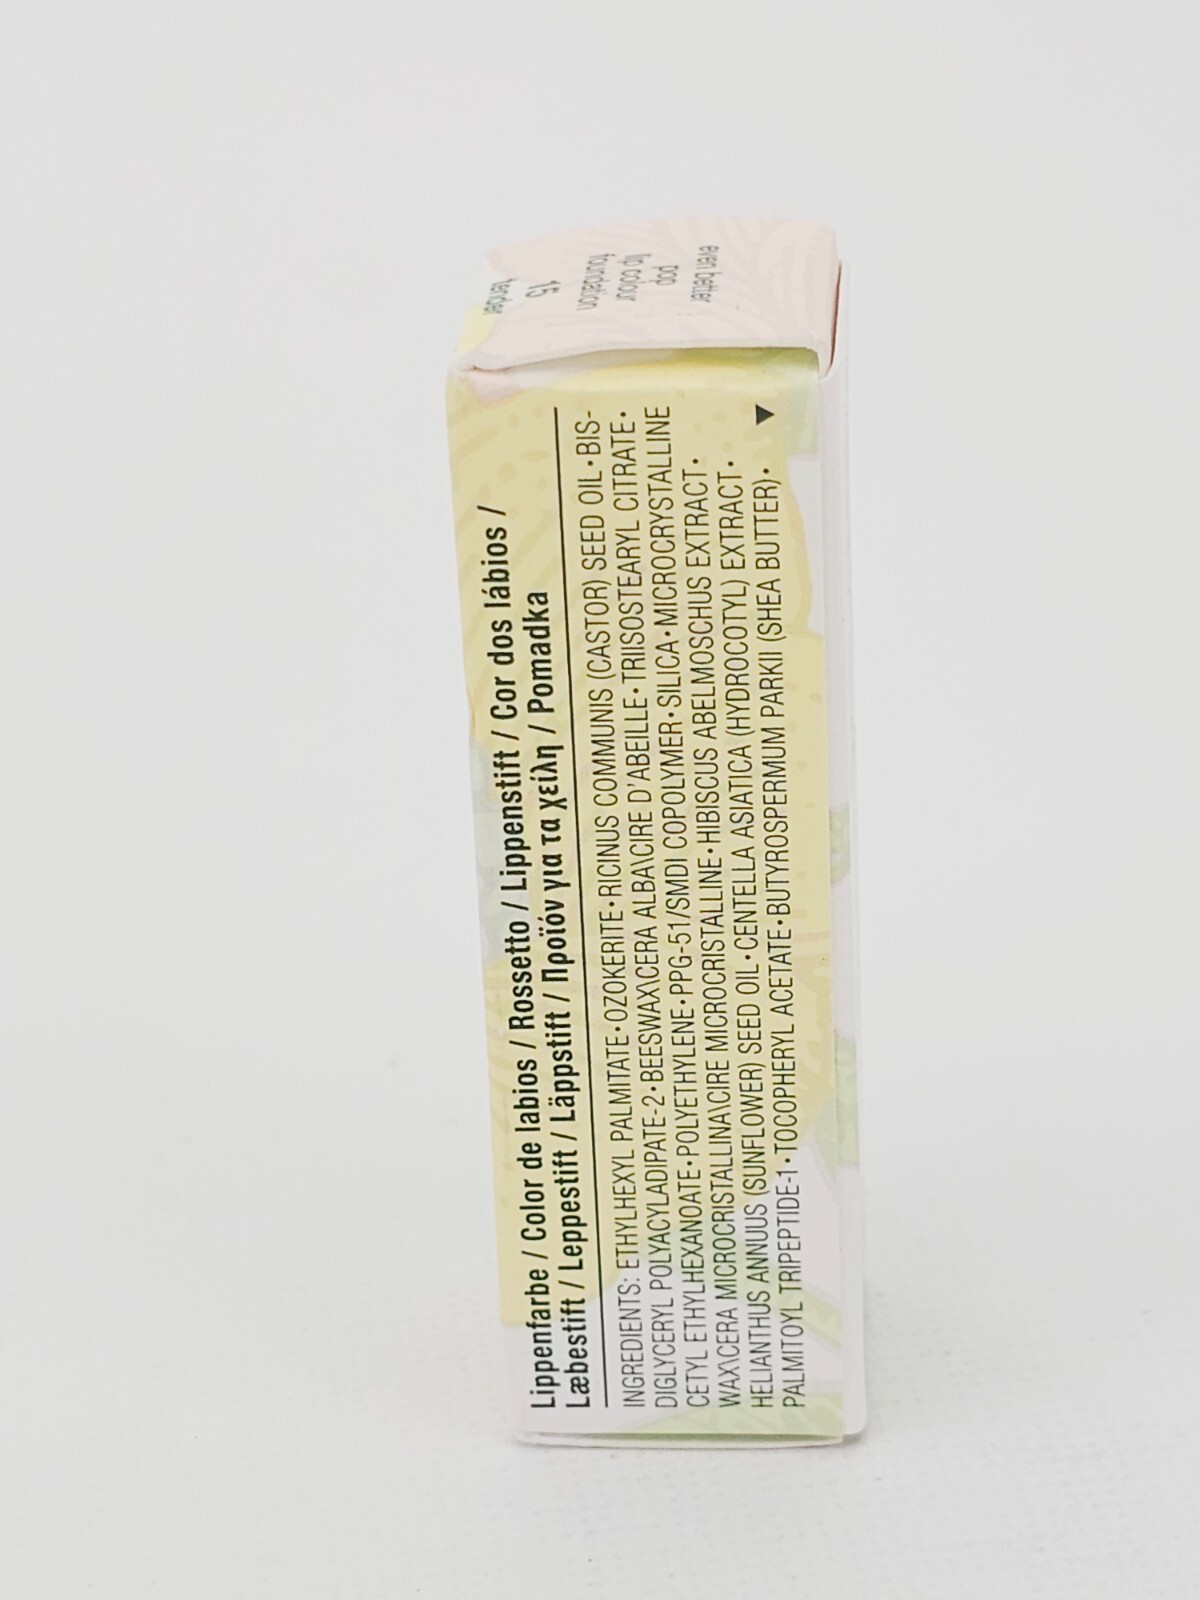 even better
pop
lip colour
foundation
15
tender
Lippenfarbe / Color de labios / Rossetto / Lippenstift / Cor dos lábios /
Læbestift / Leppestift / Läppstift / Προϊόν για τα χείλη / Pomadka
INGREDIENTS: ETHYLHEXYL PALMITATE • OZOKERITE • RICINUS COMMUNIS (CASTOR) SEED OIL • BIS-
DIGLYCERYL POLYACYLADIPATE-2 • BEESWAX\CERA ALBA\CIRE D'ABEILLE • TRIISOSTEARYL CITRATE •
CETYL ETHYLHEXANOATE • POLYETHYLENE • PPG-51/SMDI COPOLYMER • SILICA • MICROCRYSTALLINE
WAX\CERA MICROCRISTALLINA\CIRE MICROCRISTALLINE • HIBISCUS ABELMOSCHUS EXTRACT •
HELIANTHUS ANNUUS (SUNFLOWER) SEED OIL • CENTELLA ASIATICA (HYDROCOTYL) EXTRACT •
PALMITOYL TRIPEPTIDE-1 • TOCOPHERYL ACETATE • BUTYROSPERMUM PARKII (SHEA BUTTER) •